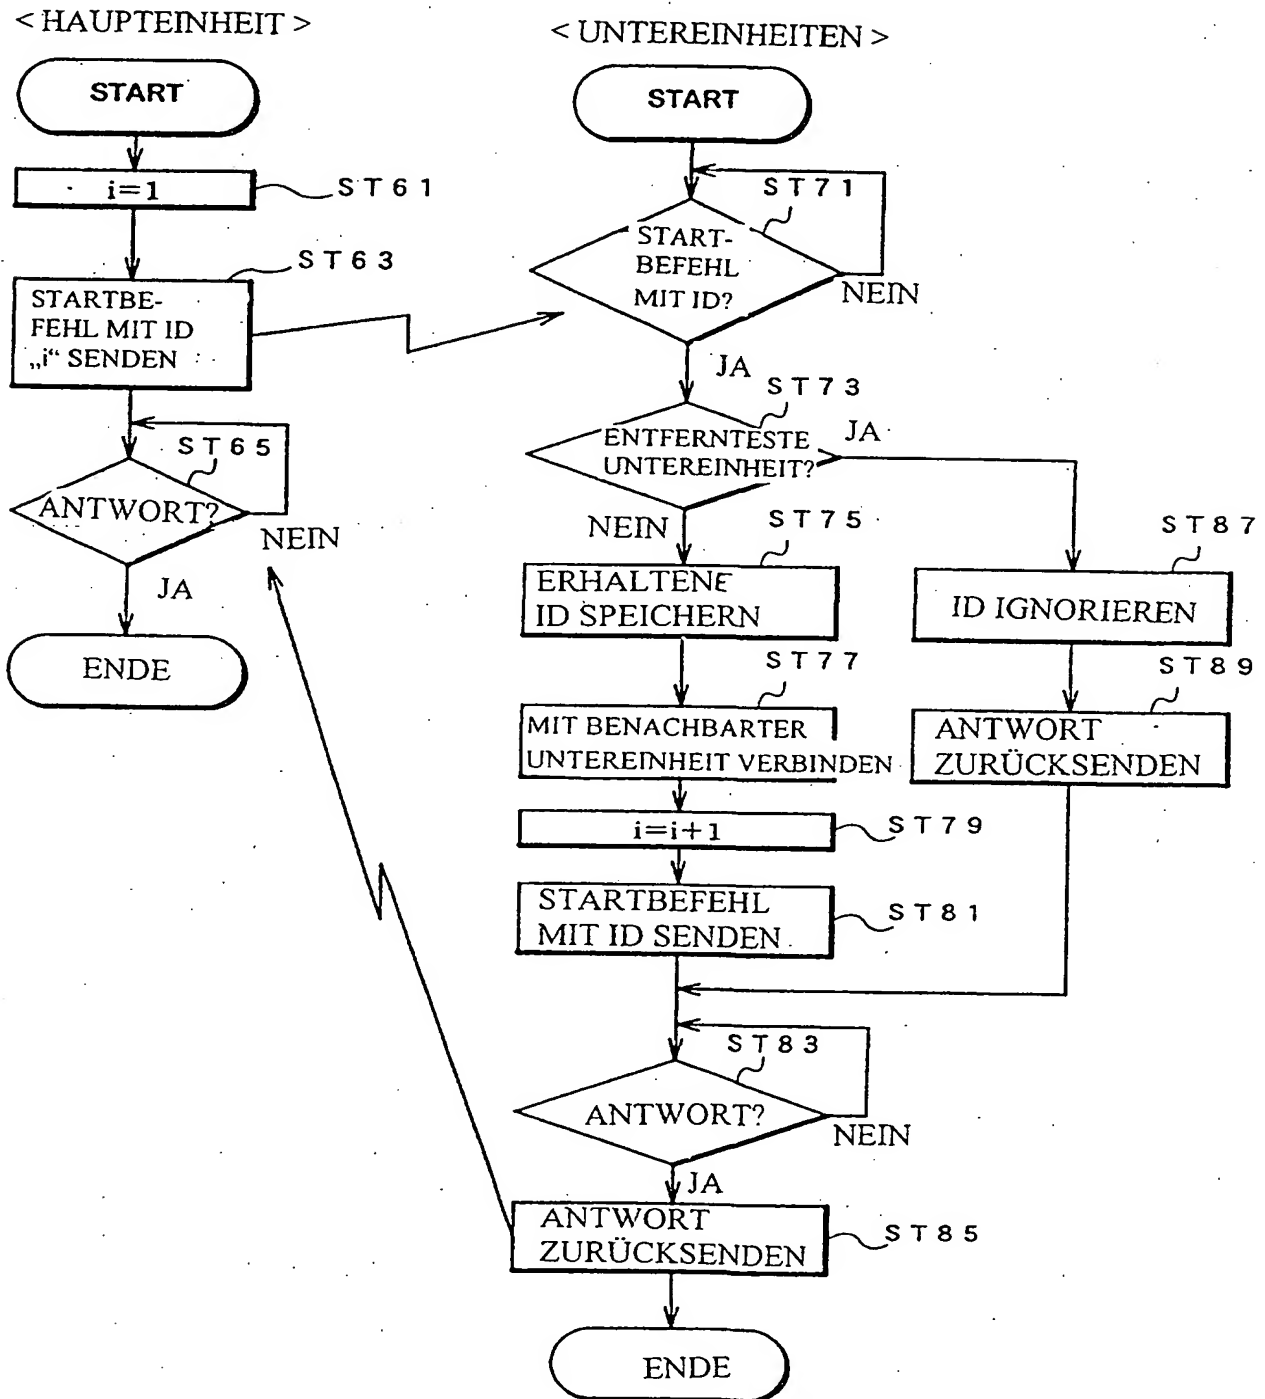 < HAUPTEINHEIT >
START
i=1
ST61
ST63
STARTBE-
FEHL MIT ID
„i“ SENDEN
ST65
ANTWORT?
NEIN
JA
ENDE
< UNTEREINHEITEN >
START
ST71
START-
BEFEHL
MIT ID?
NEIN
JA
ST73
ENTFERNTESTE
UNTEREINHEIT?
JA
NEIN
ST75
ERHALTENE
ID SPEICHERN
ST77
MIT BENACHBARTER
UNTEREINHEIT VERBINDEN
i=i+1
ST79
STARTBEFEHL
MIT ID SENDEN
ST81
ST87
ID IGNORIEREN
ST89
ANTWORT
ZURÜCKSENDEN
ST83
ANTWORT?
NEIN
JA
ANTWORT
ZURÜCKSENDEN
ST85
ENDE